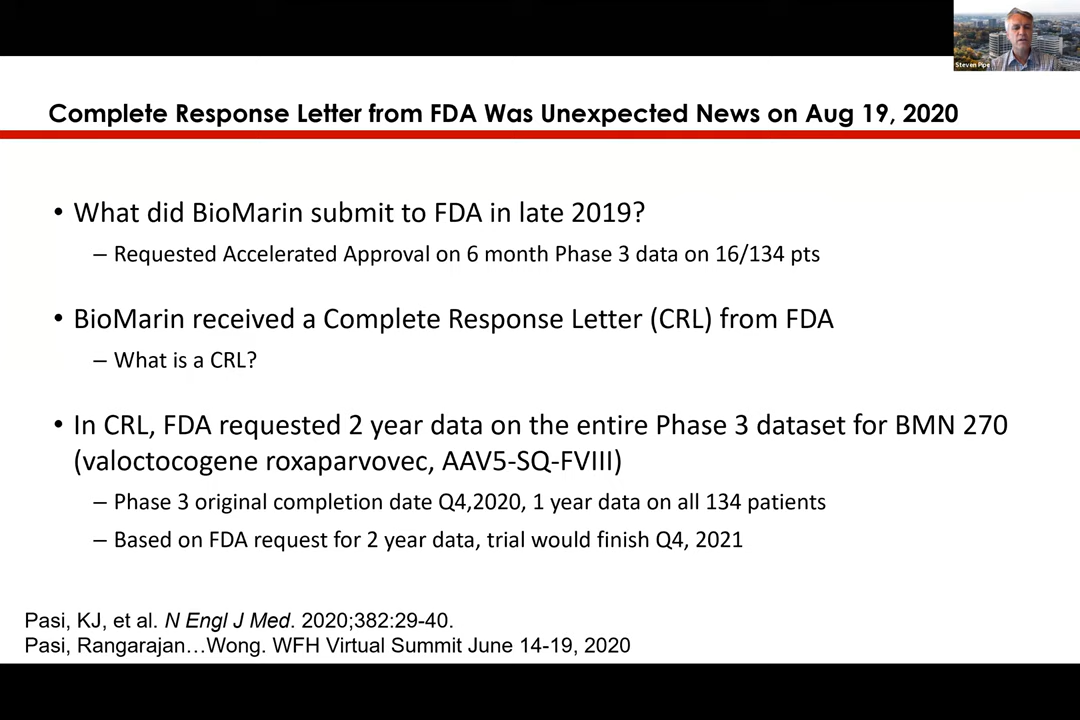 Steven Pipe
Complete Response Letter from FDA Was Unexpected News on Aug 19, 2020
• What did BioMarin submit to FDA in late 2019?
– Requested Accelerated Approval on 6 month Phase 3 data on 16/134 pts
• BioMarin received a Complete Response Letter (CRL) from FDA
– What is a CRL?
• In CRL, FDA requested 2 year data on the entire Phase 3 dataset for BMN 270
(valoctocogene roxaparvovec, AAV5-SQ-FVIII)
– Phase 3 original completion date Q4,2020, 1 year data on all 134 patients
– Based on FDA request for 2 year data, trial would finish Q4, 2021
Pasi, KJ, et al. N Engl J Med. 2020;382:29-40.
Pasi, Rangarajan…Wong. WFH Virtual Summit June 14-19, 2020